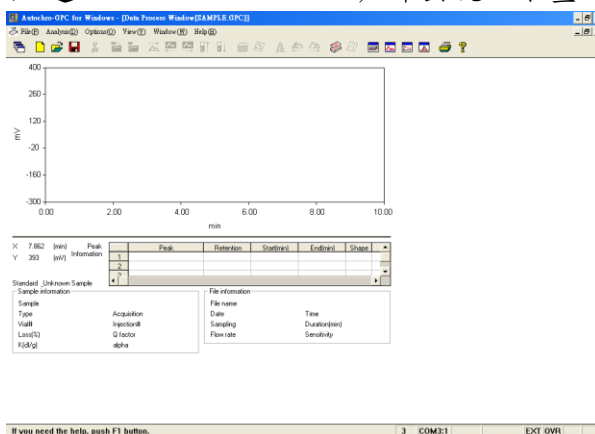 Autochro-GPC for Windows - [Data Process Window[SAMPLE.GPC]]
File(F) Analysis(Q) Options(O) View(T) Window(W) Help(H)
400
260
120
-20
-160
-300
mV
0.00 2.00 4.00 6.00 8.00 10.00
min
X 7.862 (min)
Y 393 (mV)
Peak Information
Peak Retention Start(min) End(min) Shape
1
2
Standard _Unknown Sample
Sample information
Sample
Type Acquisition
Vial# Injection#
Loss(%) Q factor
K(dl/g) alpha
File information
File name
Date Time
Sampling Duration(min)
Flow rate Sensitivity
If you need the help, push F1 button. 3 COM3:1 EXT OVR